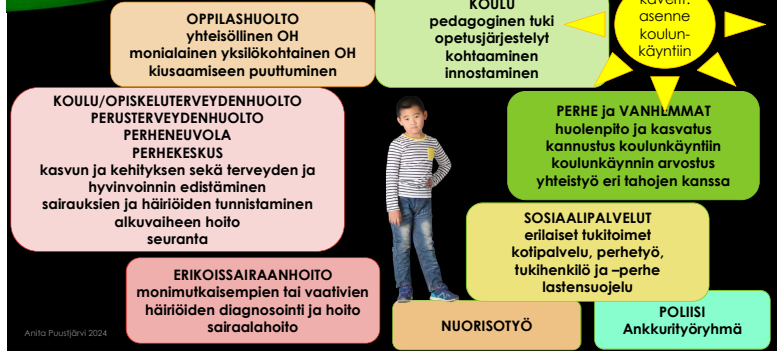 OPPILASHUOLTO
yhteisöllinen OH
monialainen yksilökohtainen OH
kiusaamiseen puuttuminen
KOULU
pedagoginen tuki
opetusjärjestelyt
kohtaaminen
innostaminen
kaverit:
asenne
koulun-
käyntiin
KOULU/OPISKELUTERVEYDENHUOLTO
PERUSTERVEYDENHUOLTO
PERHENEUVOLA
PERHEKESKUS
kasvun ja kehityksen sekä terveyden ja
hyvinvoinnin edistäminen
sairauksien ja häiriöiden tunnistaminen
alkuvaiheen hoito
seuranta
PERHE ja VANHEMMAT
huolenpito ja kasvatus
kannustus koulunkäyntiin
koulunkäynnin arvostus
yhteistyö eri tahojen kanssa
SOSIAALIPALVELUT
erilaiset tukitoimet
kotipalvelu, perhetyö,
tukihenkilö ja –perhe
lastensuojelu
ERIKOISSAIRAANHOITO
monimutkaisempien tai vaativien
häiriöiden diagnosointi ja hoito
sairaalahoito
NUORISOTYÖ
POLIISI
Ankkurityöryhmä
Anita Puustjärvi 2024